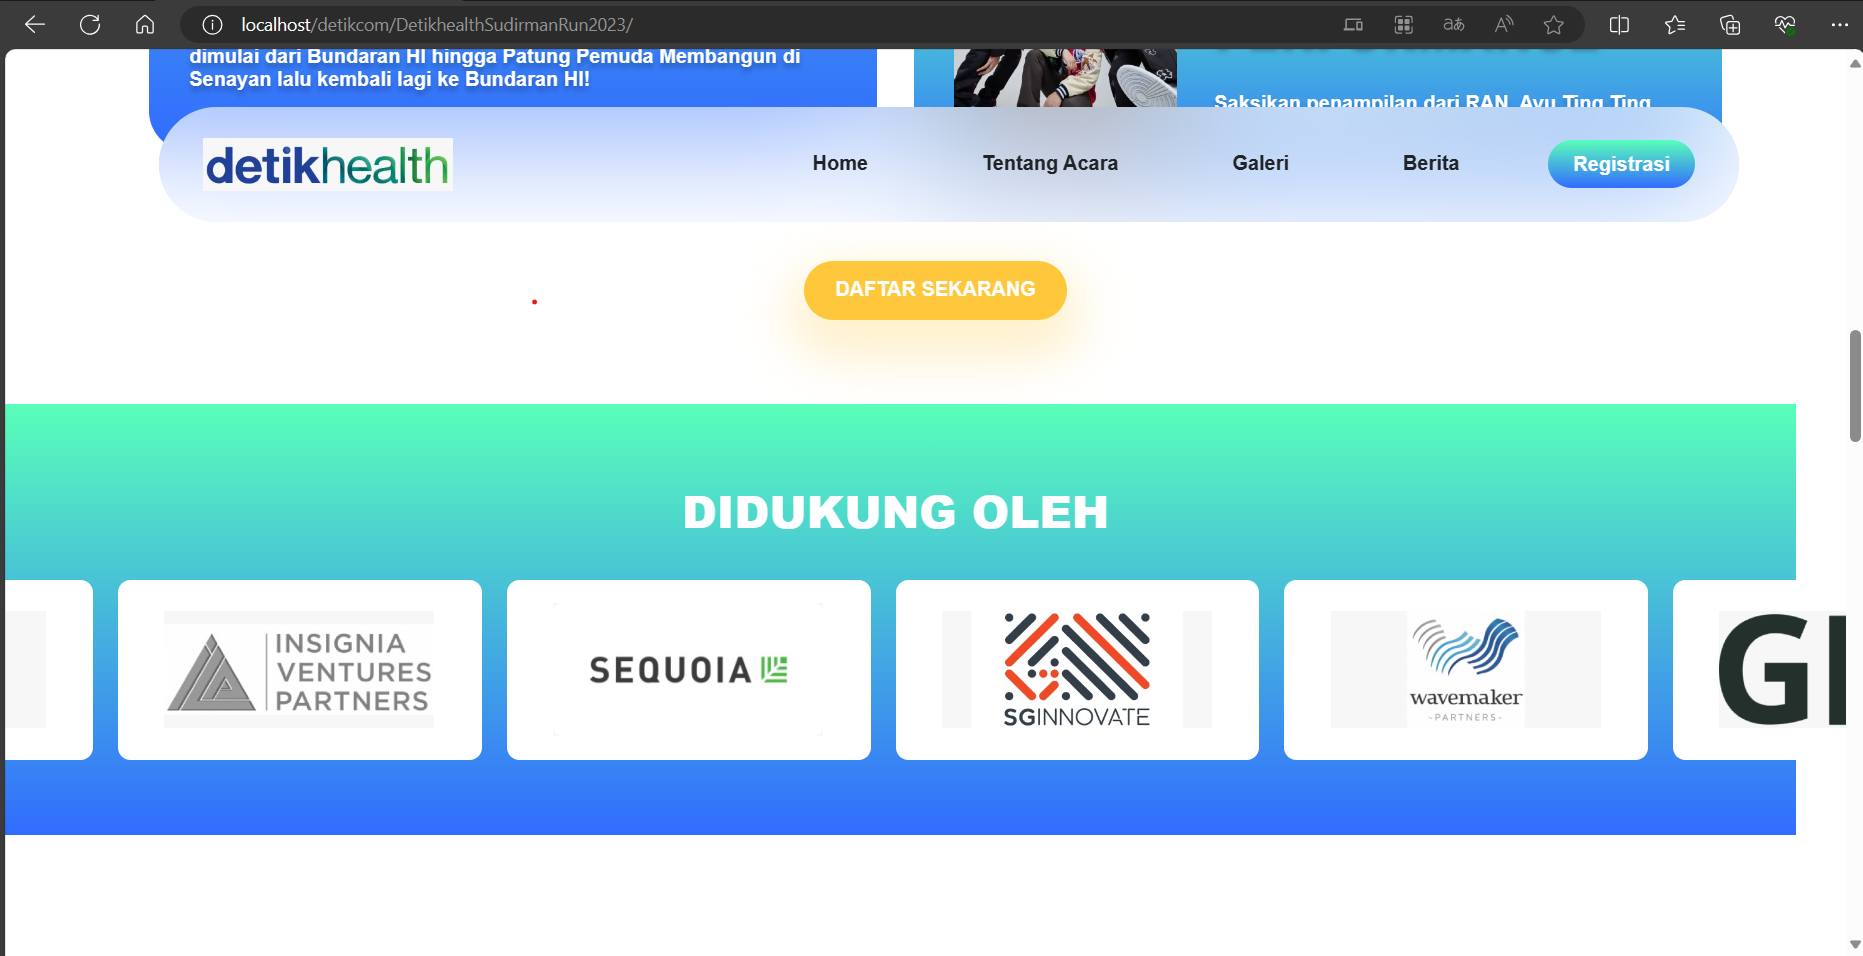 localhost/detikcom/DetikhealthSudirmanRun2023/
dimulai dari Bundaran HI hingga Patung Pemuda Membangun di
Senayan lalu kembali lagi ke Bundaran HI!
Saksikan penampilan dari RAN, Ayu Ting Ting
detikhealth
Home
Tentang Acara
Galeri
Berita
Registrasi
DAFTAR SEKARANG
DIDUKUNG OLEH
INSIGNIA
VENTURES
PARTNERS
SEQUOIA
SGINNOVATE
wavemaker
-PARTNERS-
G